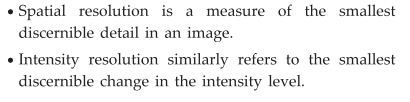 • Spatial resolution is a measure of the smallest
discernible detail in an image.
• Intensity resolution similarly refers to the smallest
discernible change in the intensity level.